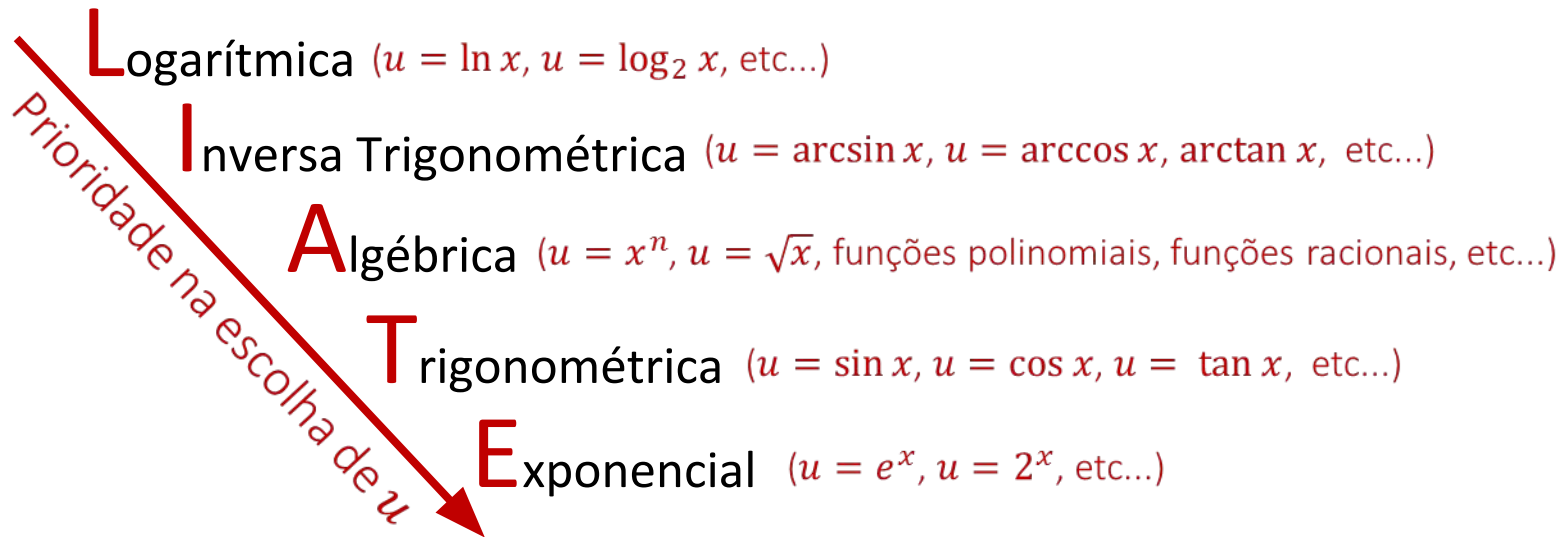 Logarítmica (u = ln x, u = log₂ x, etc...)
Inversa Trigonométrica (u = arcsin x, u = arccos x, arctan x, etc...)
Algébrica (u = xⁿ, u = √x, funções polinomiais, funções racionais, etc...)
Trigonométrica (u = sin x, u = cos x, u = tan x, etc...)
Exponencial (u = eˣ, u = 2ˣ, etc...)
Prioridade na escolha de u